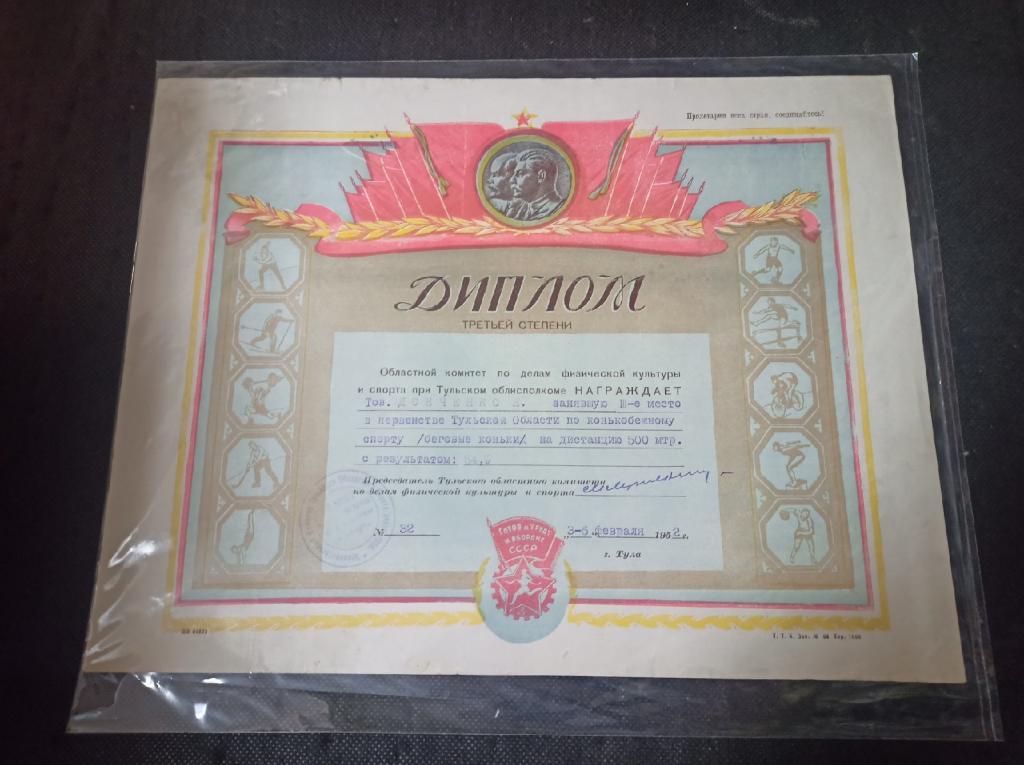 Пролетарии всех стран, соединяйтесь!
ДИПЛОМ
ТРЕТЬЕЙ СТЕПЕНИ
Областной комитет по делам физической культуры
и спорта при Тульском облисполкоме НАГРАЖДАЕТ
Тов. занявшую III-е место
в первенстве Тульской Области по конькобежному
спорту /беговые коньки/ на дистанцию 500 мтр.
с результатом:
Председатель Тульского областного комитета
по делам физической культуры и спорта
№ 32 „3-5„ февраля 1952 г.
г. Тула
ГОТОВ к ТРУДУ
и ОБОРОНЕ
СССР